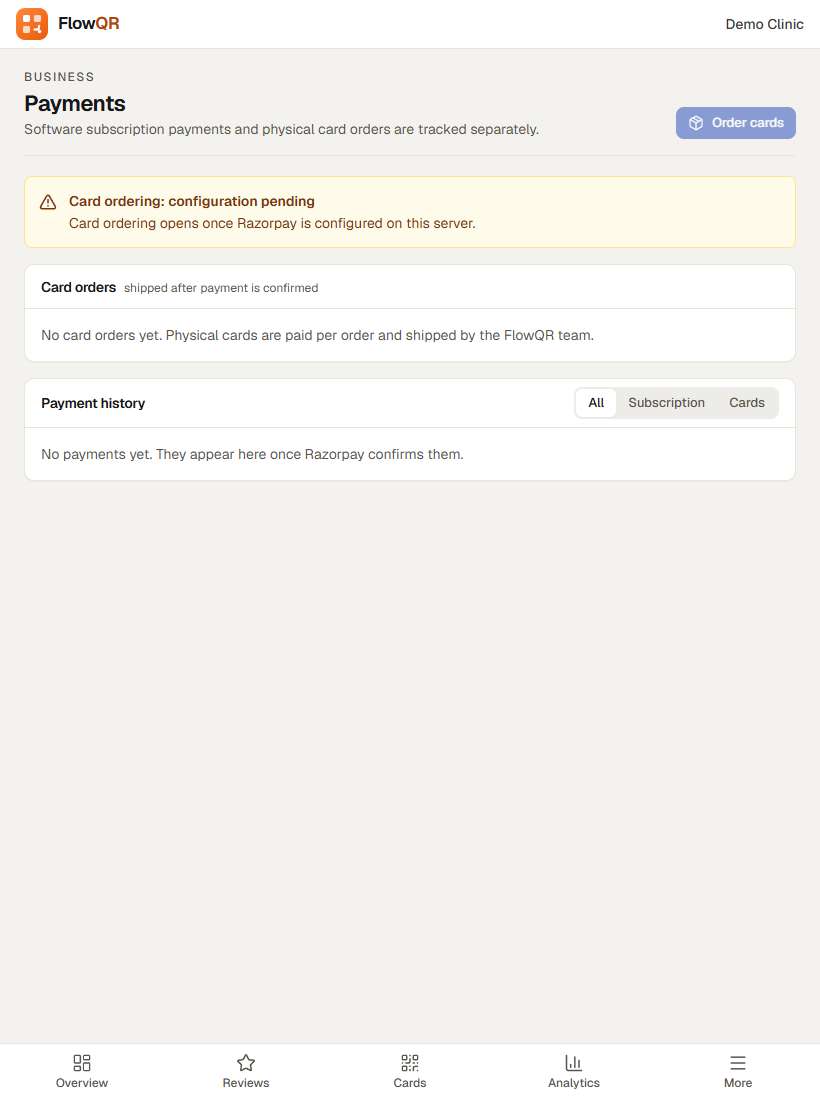 FlowQR
Demo Clinic
BUSINESS
Payments
Software subscription payments and physical card orders are tracked separately.
Order cards
Card ordering: configuration pending
Card ordering opens once Razorpay is configured on this server.
Card orders shipped after payment is confirmed
No card orders yet. Physical cards are paid per order and shipped by the FlowQR team.
Payment history
All Subscription Cards
No payments yet. They appear here once Razorpay confirms them.
Overview Reviews Cards Analytics More